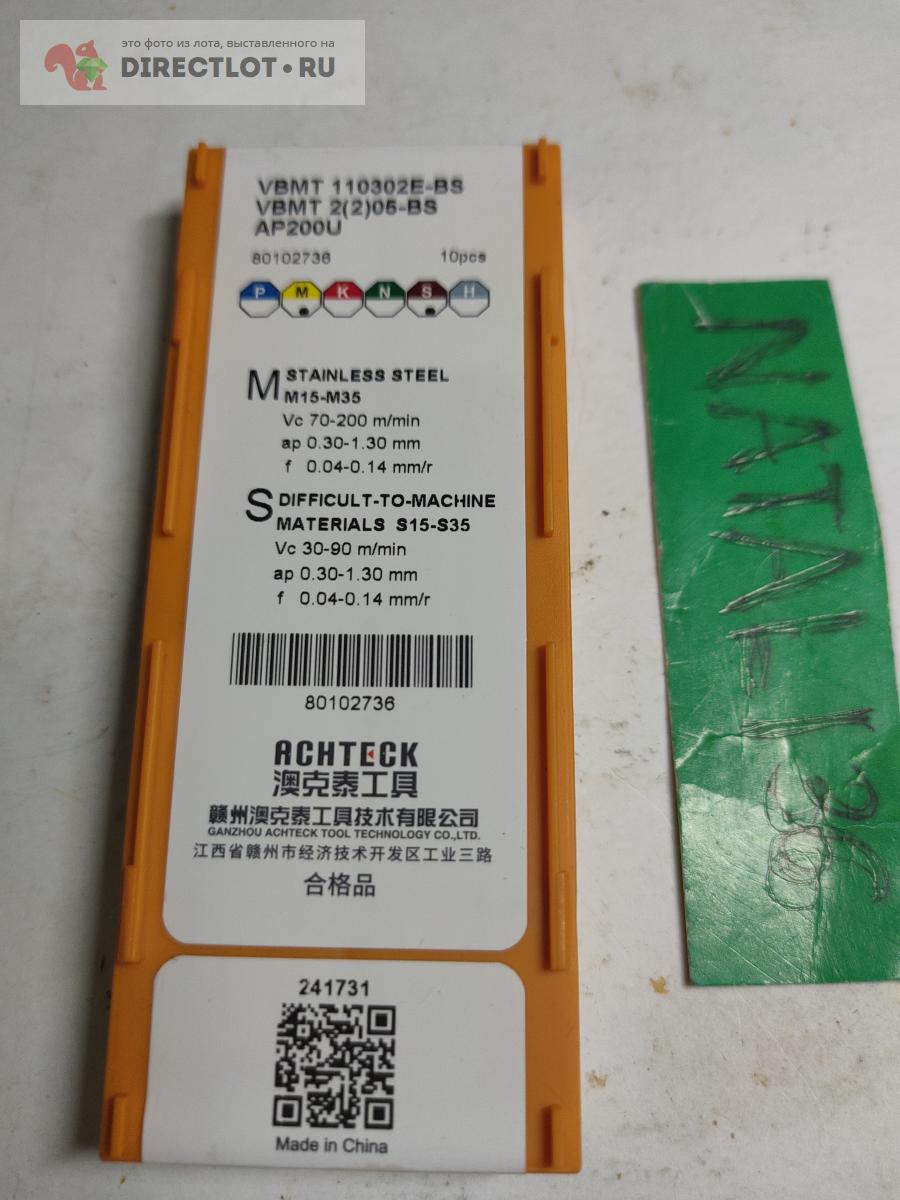 это фото из лота, выставленного на
DIRECTLOT•RU
VBMT 110302E-BS
VBMT 2(2)05-BS
AP200U
80102736 10pcs
P M K N S H
M STAINLESS STEEL
M15-M35
Vc 70-200 m/min
ap 0.30-1.30 mm
f 0.04-0.14 mm/r
S DIFFICULT-TO-MACHINE
MATERIALS S15-S35
Vc 30-90 m/min
ap 0.30-1.30 mm
f 0.04-0.14 mm/r
80102736
ACHTECK
澳克泰工具
赣州澳克泰工具技术有限公司
GANZHOU ACHTECK TOOL TECHNOLOGY CO.,LTD.
江西省赣州市经济技术开发区工业三路
合格品
241731
Made in China